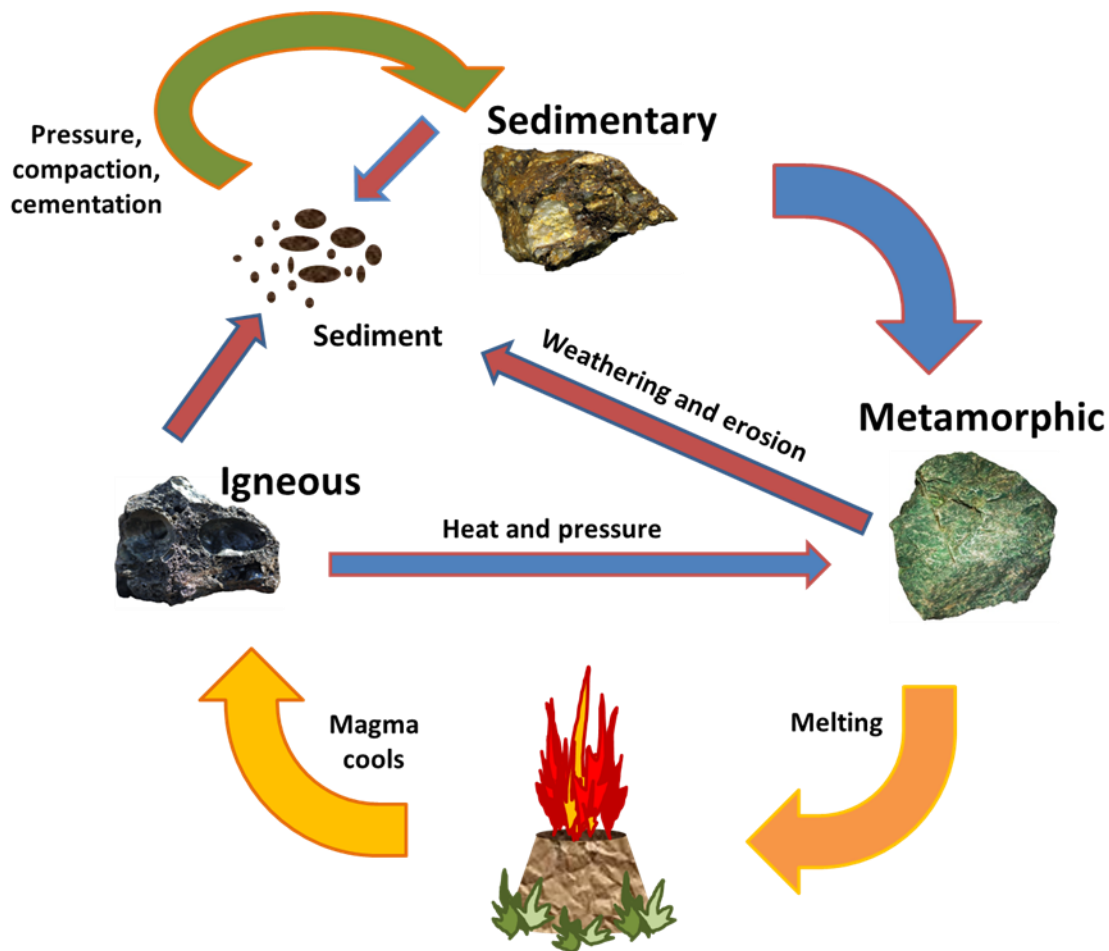 Sedimentary
Pressure,
compaction,
cementation
Sediment
Weathering and erosion
Metamorphic
Igneous
Heat and pressure
Magma
cools
Melting